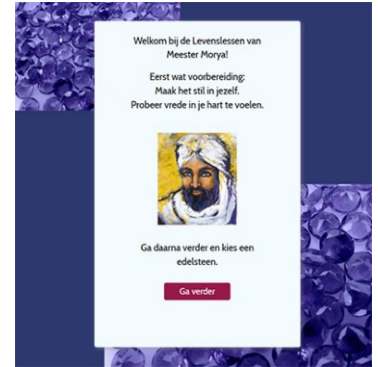 Welkom bij de Levenslessen van
Meester Morya!
Eerst wat voorbereiding:
Maak het stil in jezelf.
Probeer vrede in je hart te voelen.
Ga daarna verder en kies een
edelsteen.
Ga verder